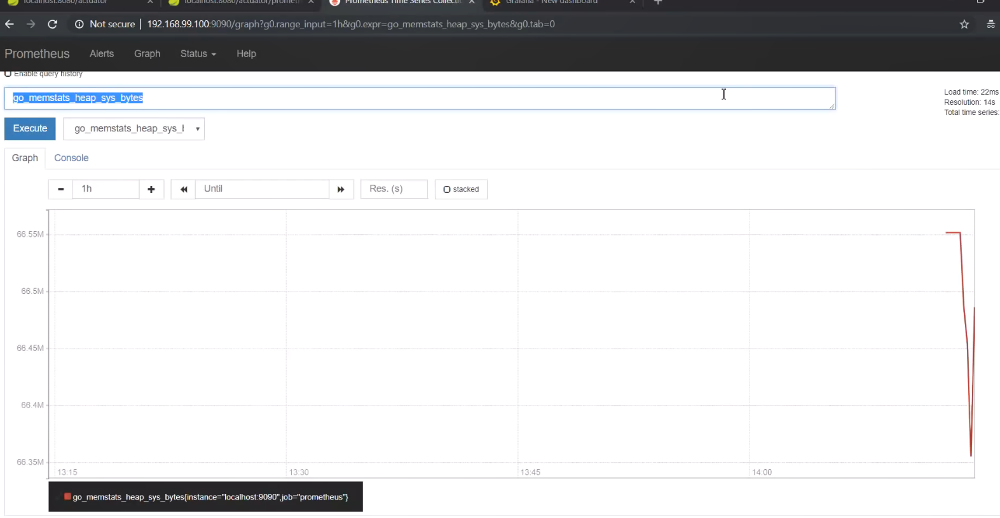 localhost:8080/actuator
localhost:8080/actuator/prometh
Prometheus Time Series Collecti
Grafana - New dashboard
Not secure | 192.168.99.100:9090/graph?g0.range_input=1h&g0.expr=go_memstats_heap_sys_bytes&g0.tab=0
Prometheus Alerts Graph Status Help
Enable query history
go_memstats_heap_sys_bytes
Load time: 22ms
Resolution: 14s
Total time series:
Execute go_memstats_heap_sys_l
Graph Console
- 1h + Until Res. (s) stacked
66.55M
66.5M
66.45M
66.4M
66.35M
13:15 13:30 13:45 14:00
go_memstats_heap_sys_bytes{instance="localhost:9090",job="prometheus"}